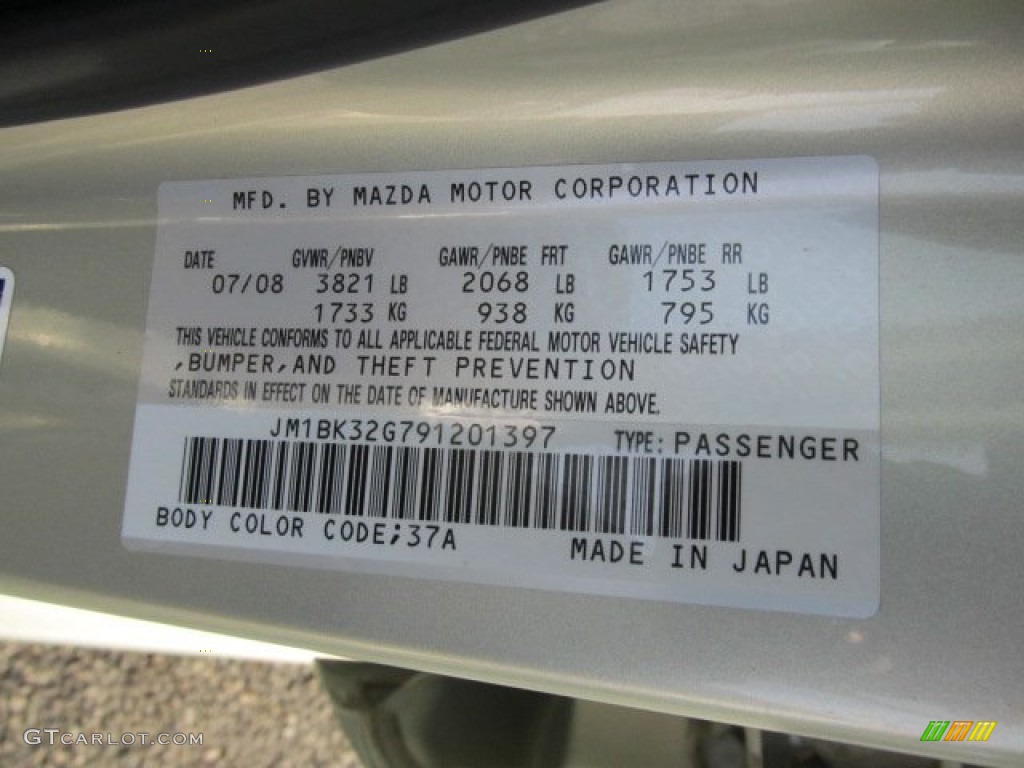 MFD. BY MAZDA MOTOR CORPORATION
DATE GVWR/PNBV GAWR/PNBE FRT GAWR/PNBE RR
07/08 3821 LB 2068 LB 1753 LB
1733 KG 938 KG 795 KG
THIS VEHICLE CONFORMS TO ALL APPLICABLE FEDERAL MOTOR VEHICLE SAFETY
,BUMPER,AND THEFT PREVENTION
STANDARDS IN EFFECT ON THE DATE OF MANUFACTURE SHOWN ABOVE.
JM1BK32G791201397 TYPE: PASSENGER
BODY COLOR CODE;37A MADE IN JAPAN
GTCARLOT.COM